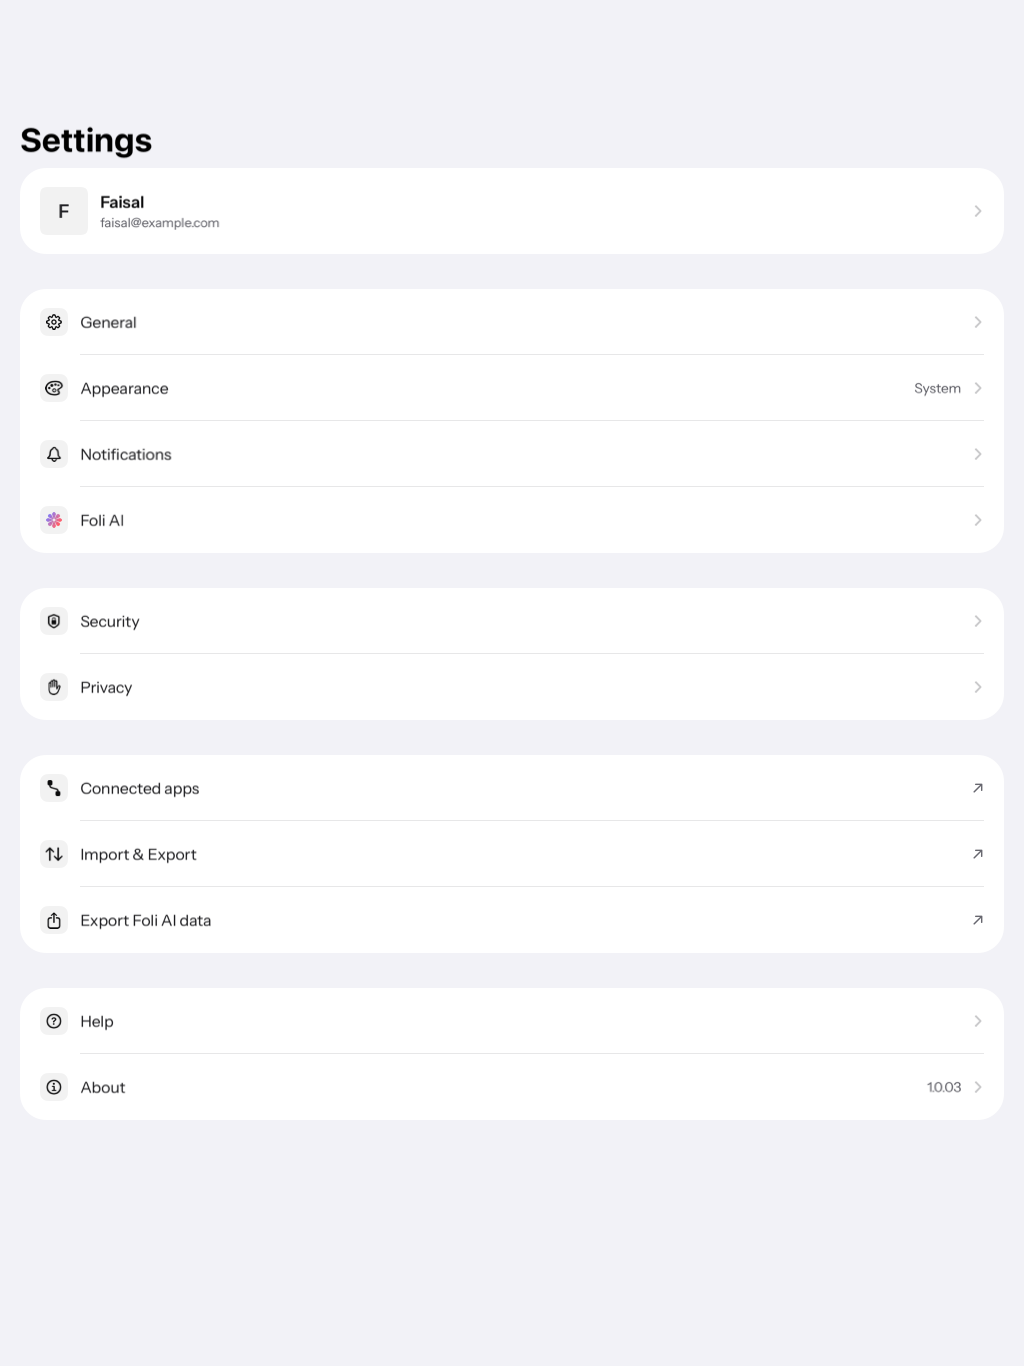 Settings
F
Faisal
faisal@example.com
General
Appearance
System
Notifications
Foli AI
Security
Privacy
Connected apps
Import & Export
Export Foli AI data
Help
About
1.0.03